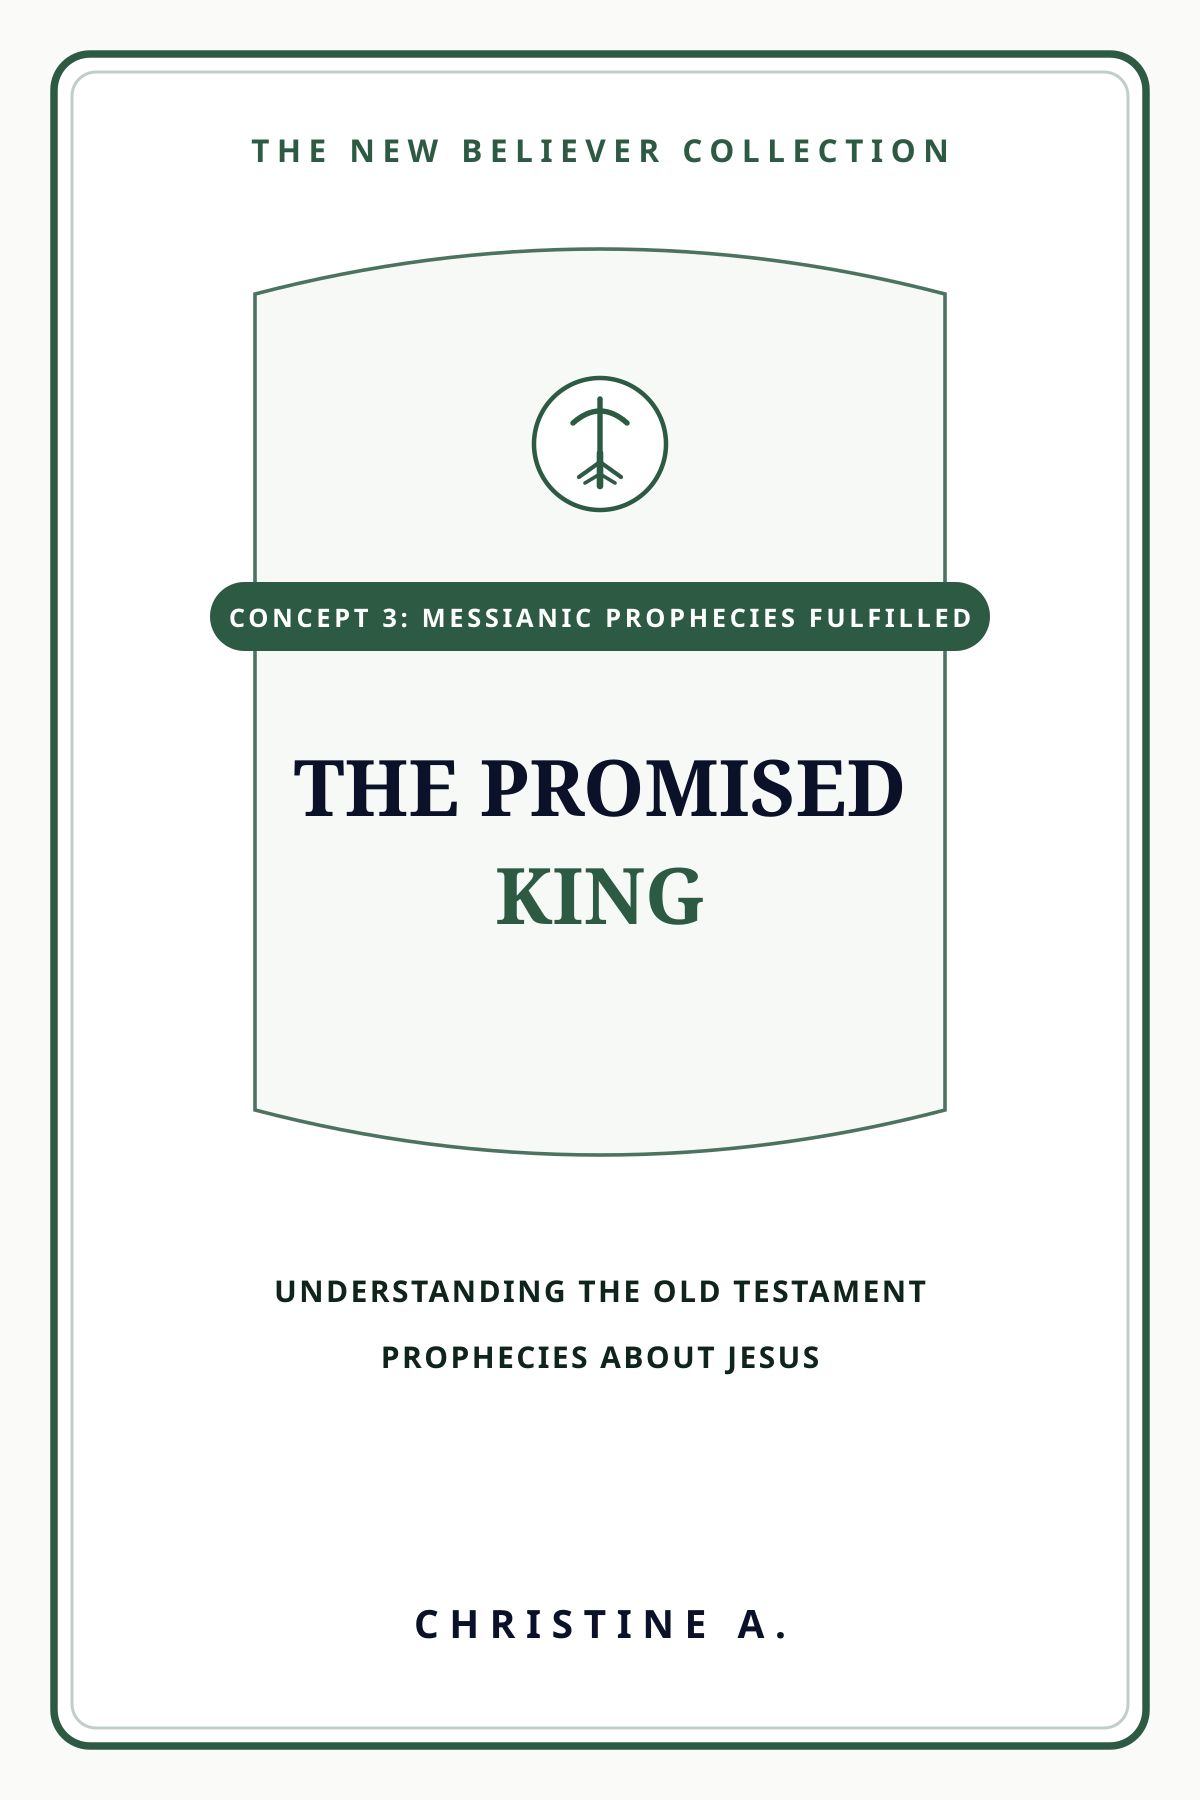 THE NEW BELIEVER COLLECTION
CONCEPT 3: MESSIANIC PROPHECIES FULFILLED
THE PROMISED
KING
UNDERSTANDING THE OLD TESTAMENT
PROPHECIES ABOUT JESUS
CHRISTINE A.